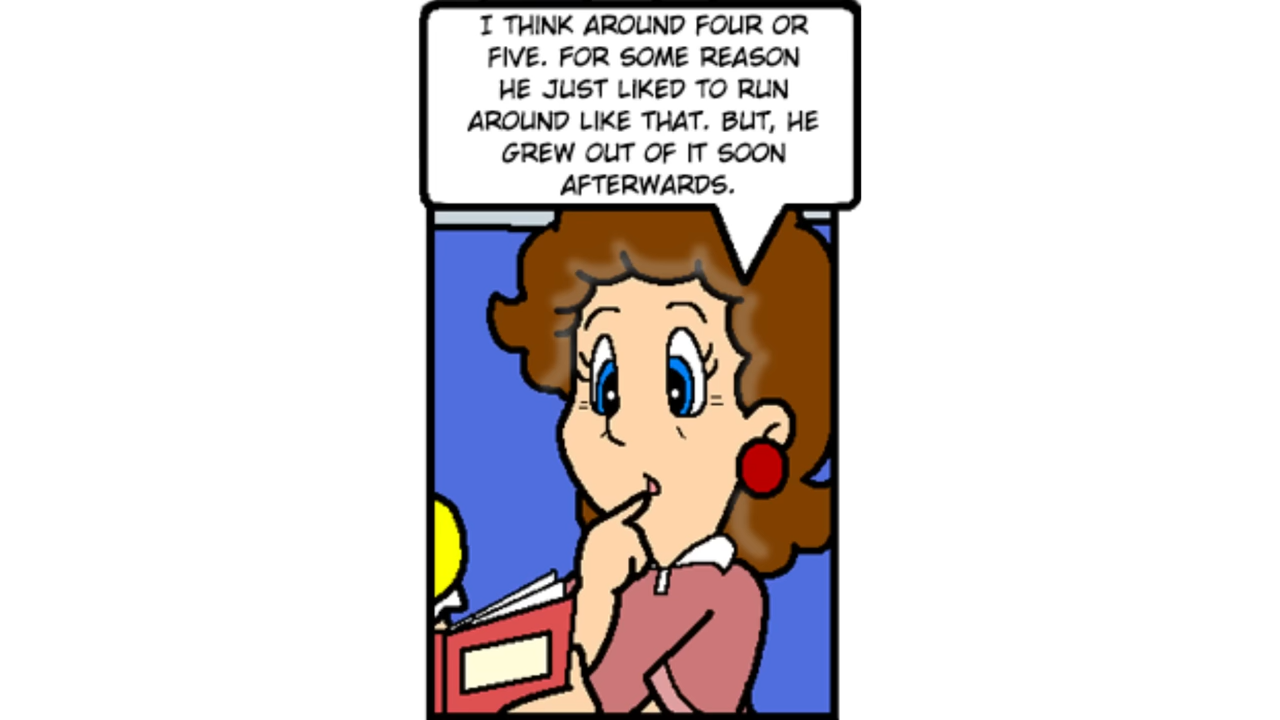 I THINK AROUND FOUR OR
FIVE. FOR SOME REASON
HE JUST LIKED TO RUN
AROUND LIKE THAT. BUT, HE
GREW OUT OF IT SOON
AFTERWARDS.